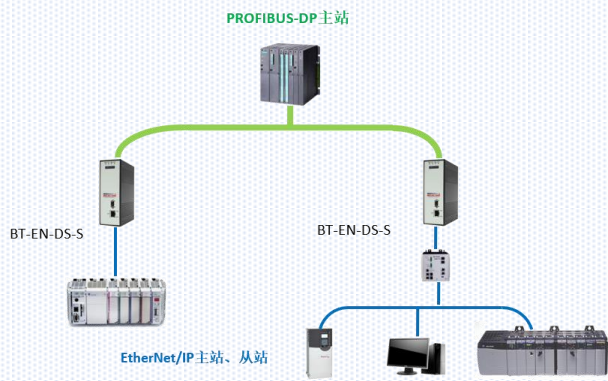 PROFIBUS-DP主站
BT-EN-DS-S
BT-EN-DS-S
EtherNet/IP主站、从站